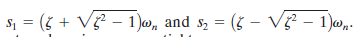 s₁ = (ζ + √ζ² − 1)ωₙ and s₂ = (ζ − √ζ² − 1)ωₙ.